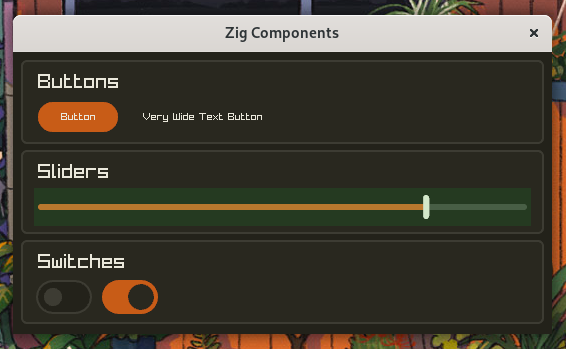 Zig Components
Buttons
Button Very Wide Text Button
Sliders
Switches